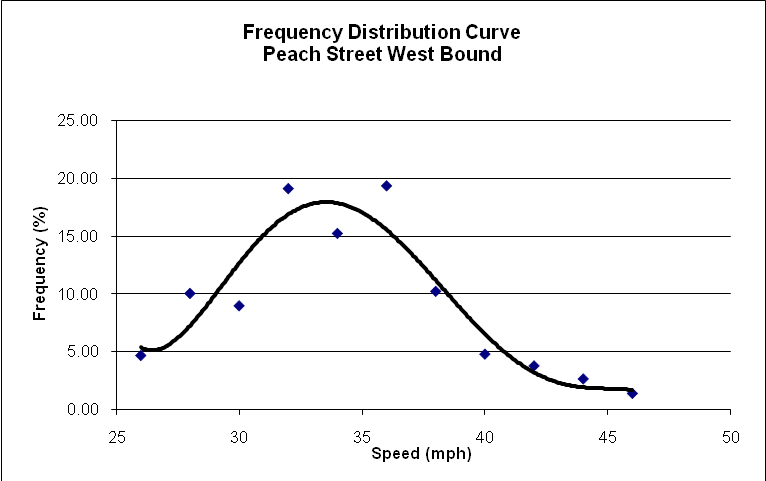 Frequency Distribution Curve
Peach Street West Bound
25.00
20.00
15.00
10.00
5.00
0.00
Frequency (%)
25 30 35 40 45 50
Speed (mph)